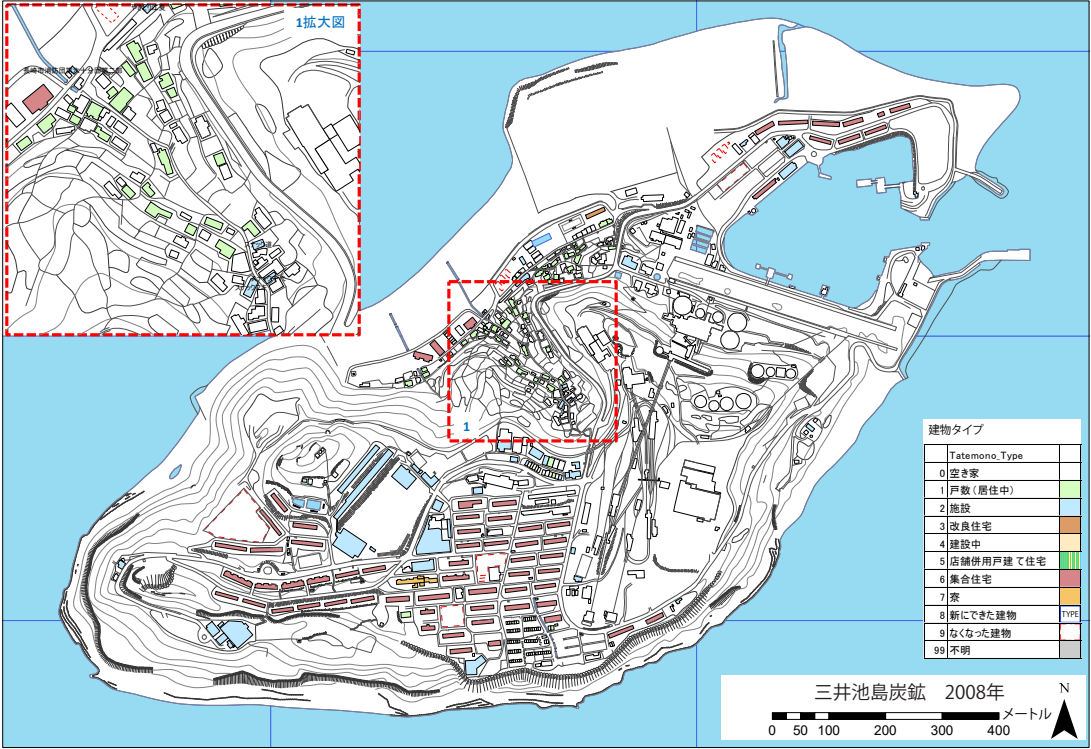 1拡大図
1
建物タイプ
Tatemono_Type
0 空き家
1 戸数(居住中)
2 施設
3 改良住宅
4 建設中
5 店舗併用戸建て住宅
6 集合住宅
7 寮
8 新にできた建物 TYPE
9 なくなった建物
99 不明
三井池島炭鉱 2008年
N
メートル
0 50 100 200 300 400